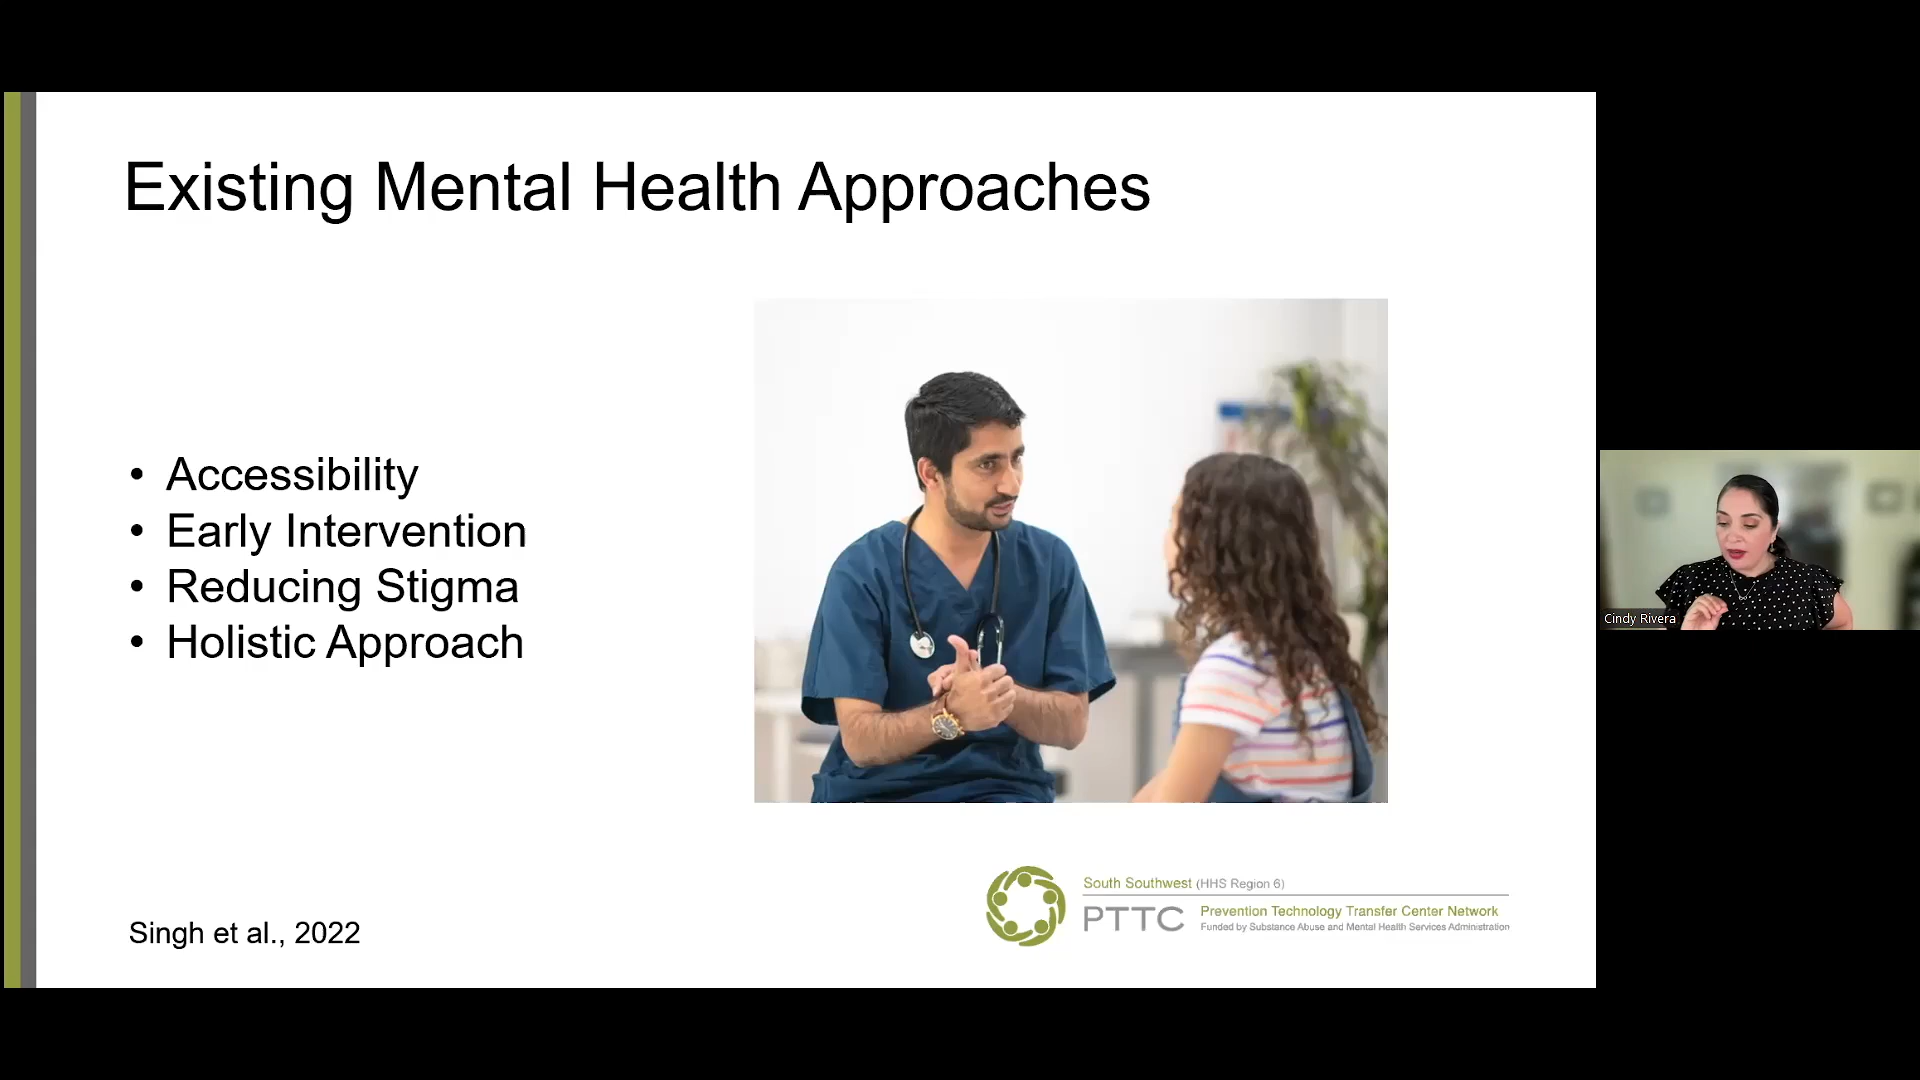 Existing Mental Health Approaches
• Accessibility
• Early Intervention
• Reducing Stigma
• Holistic Approach
Singh et al., 2022
South Southwest (HHS Region 6)
PTTC
Prevention Technology Transfer Center Network
Funded by Substance Abuse and Mental Health Services Administration
Cindy Rivera